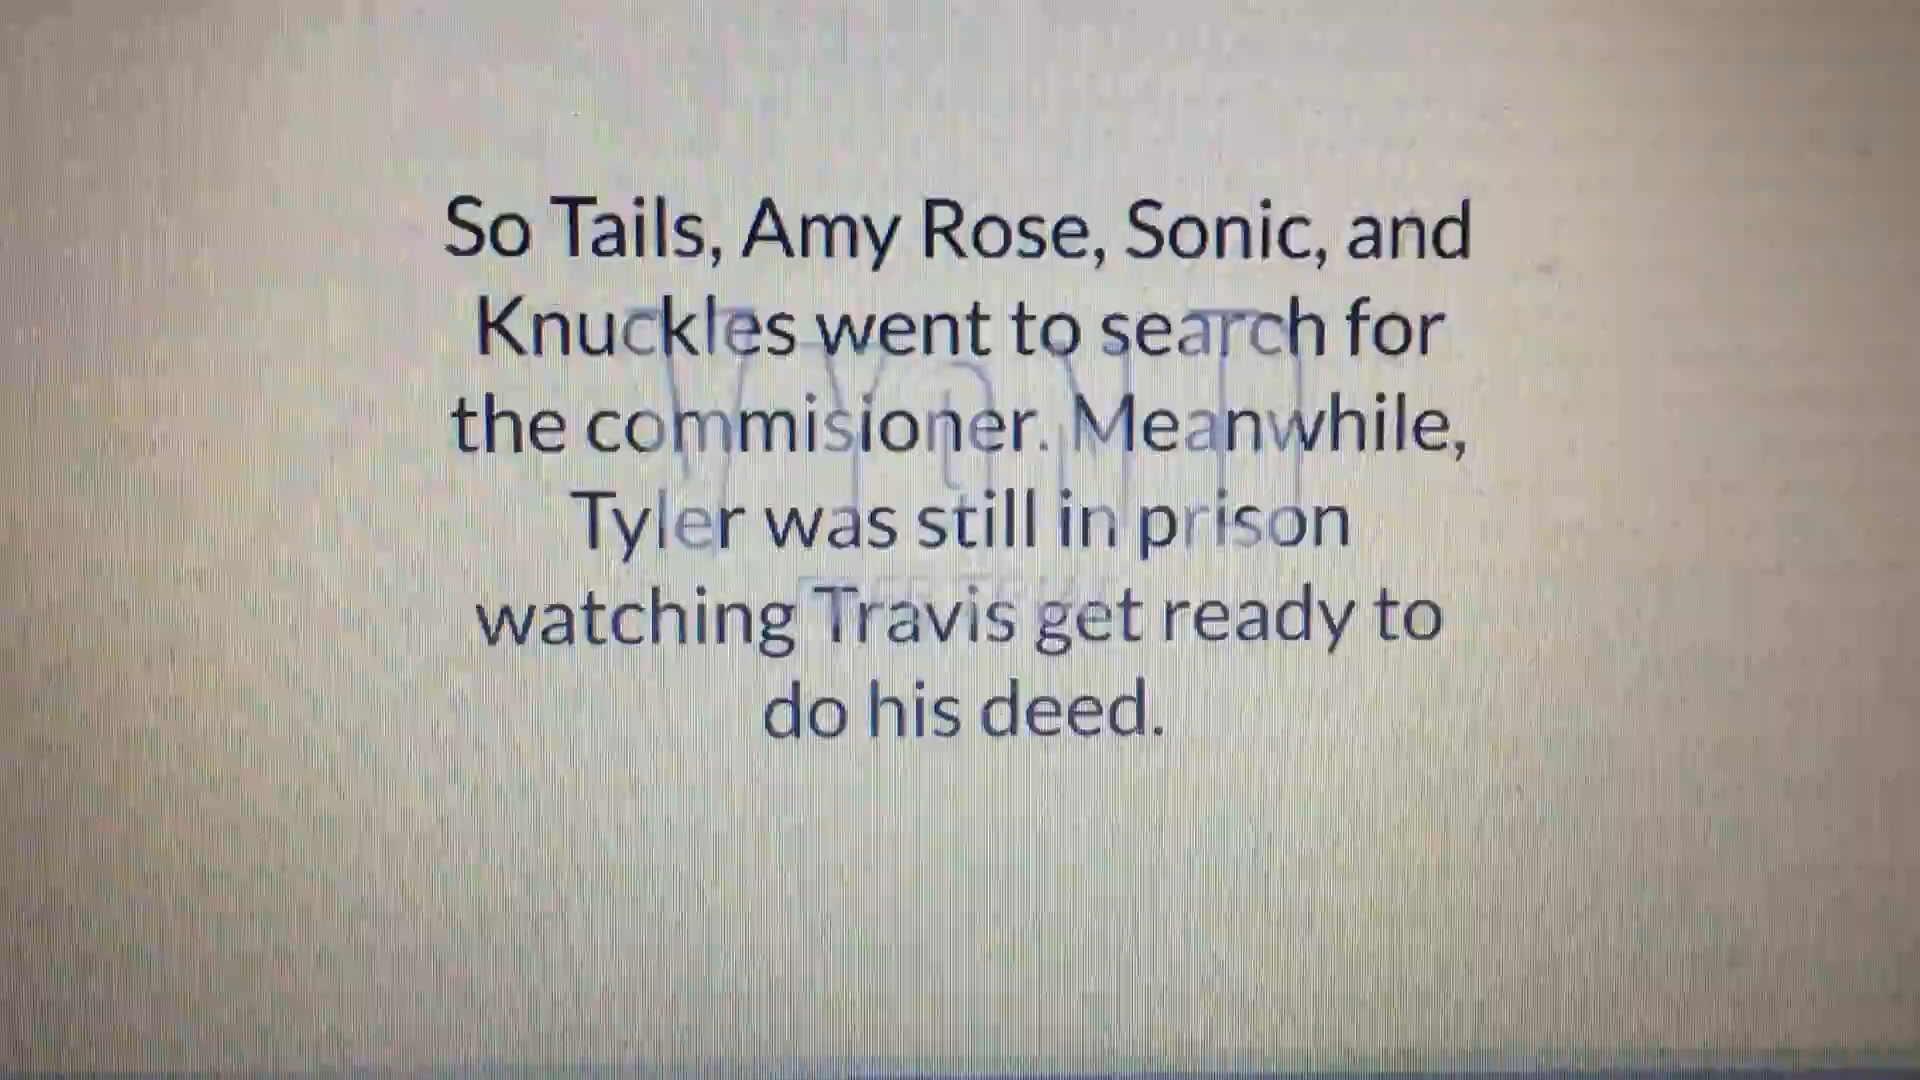 So Tails, Amy Rose, Sonic, and
Knuckles went to search for
the commisioner. Meanwhile,
Tyler was still in prison
watching Travis get ready to
do his deed.